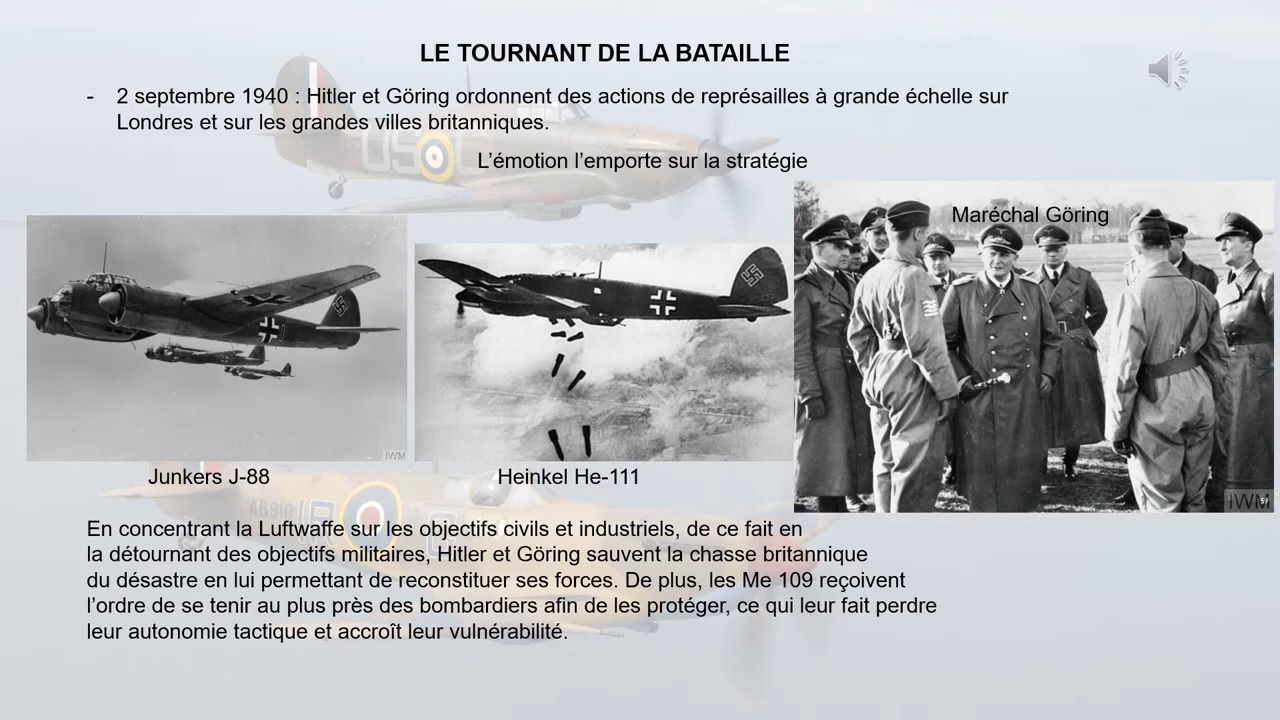 LE TOURNANT DE LA BATAILLE
- 2 septembre 1940 : Hitler et Göring ordonnent des actions de représailles à grande échelle sur
Londres et sur les grandes villes britanniques.
L’émotion l’emporte sur la stratégie
Maréchal Göring
IWM
Junkers J-88
Heinkel He-111
IWM
59
En concentrant la Luftwaffe sur les objectifs civils et industriels, de ce fait en
la détournant des objectifs militaires, Hitler et Göring sauvent la chasse britannique
du désastre en lui permettant de reconstituer ses forces. De plus, les Me 109 reçoivent
l’ordre de se tenir au plus près des bombardiers afin de les protéger, ce qui leur fait perdre
leur autonomie tactique et accroît leur vulnérabilité.